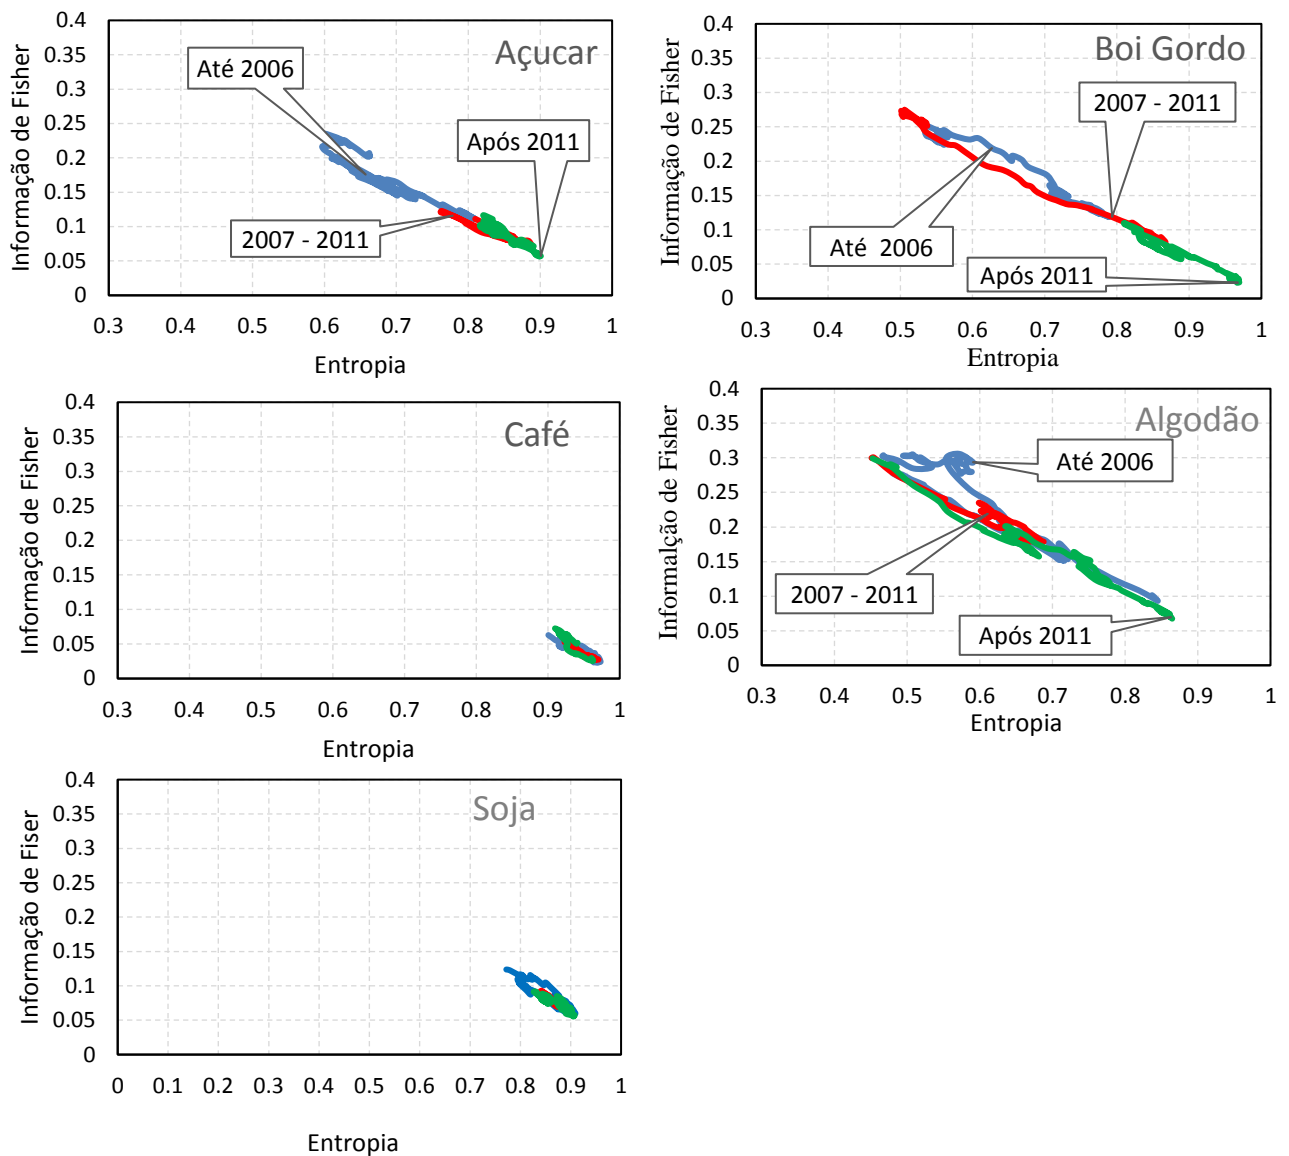 Açucar
Informação de Fisher
0.4
0.35
0.3
0.25
0.2
0.15
0.1
0.05
0
Até 2006
Após 2011
2007 - 2011
0.3 0.4 0.5 0.6 0.7 0.8 0.9 1
Entropia
Boi Gordo
Informação de Fisher
0.4
0.35
0.3
0.25
0.2
0.15
0.1
0.05
0
2007 - 2011
Até 2006
Após 2011
0.3 0.4 0.5 0.6 0.7 0.8 0.9 1
Entropia
Café
Informação de Fisher
0.4
0.35
0.3
0.25
0.2
0.15
0.1
0.05
0
0.3 0.4 0.5 0.6 0.7 0.8 0.9 1
Entropia
Algodão
Informalção de Fisher
0.4
0.35
0.3
0.25
0.2
0.15
0.1
0.05
0
Até 2006
2007 - 2011
Após 2011
0.3 0.4 0.5 0.6 0.7 0.8 0.9 1
Entropia
Soja
Informação de Fiser
0.4
0.35
0.3
0.25
0.2
0.15
0.1
0.05
0
0 0.1 0.2 0.3 0.4 0.5 0.6 0.7 0.8 0.9 1
Entropia